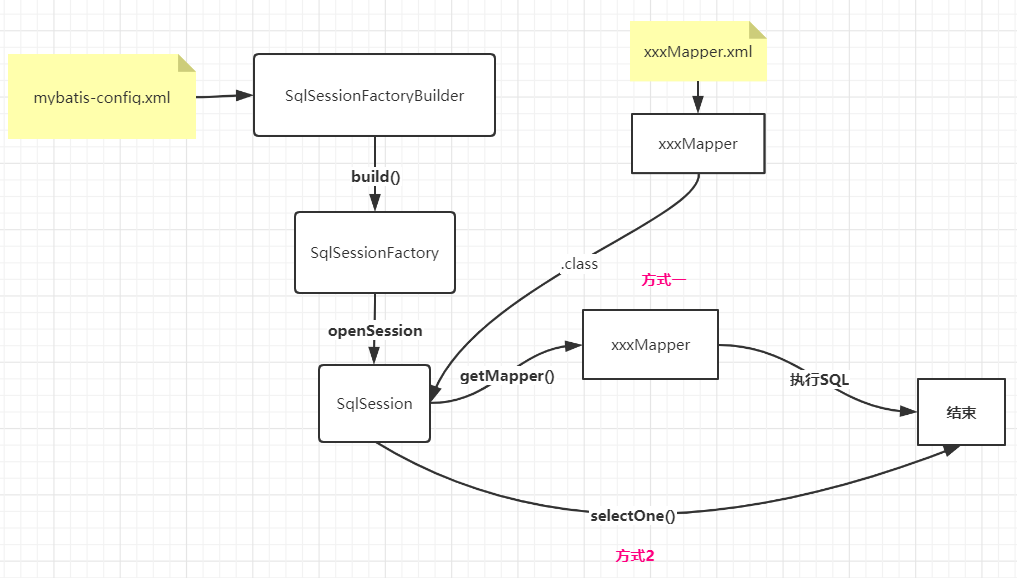 xxxMapper.xml
mybatis-config.xml
SqlSessionFactoryBuilder
xxxMapper
build()
SqlSessionFactory
.class
方式一
openSession
xxxMapper
getMapper()
执行SQL
SqlSession
结束
selectOne()
方式2